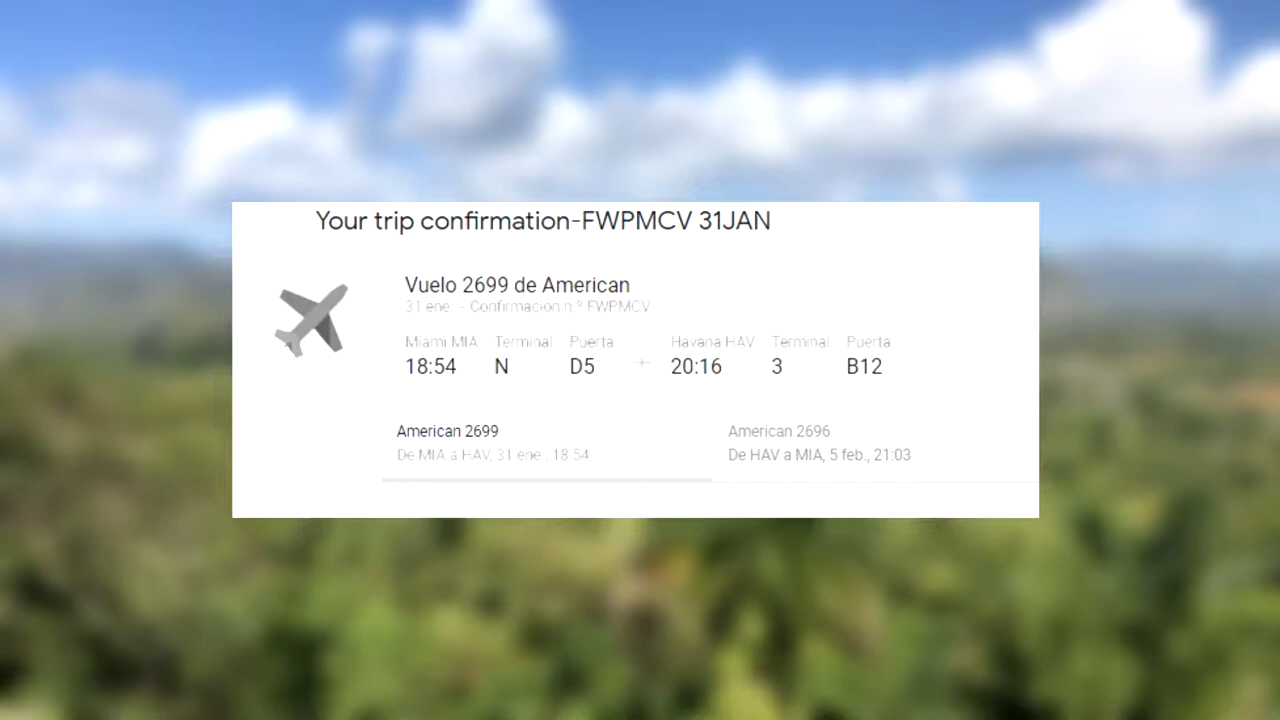 Your trip confirmation-FWPMCV 31JAN
Vuelo 2699 de American
31 ene. - Confirmación n.º FWPMCV
Miami MIA Terminal Puerta Havana HAV Terminal Puerta
18:54 N D5 20:16 3 B12
American 2699 American 2696
De MIA a HAV, 31 ene., 18:54 De HAV a MIA, 5 feb., 21:03